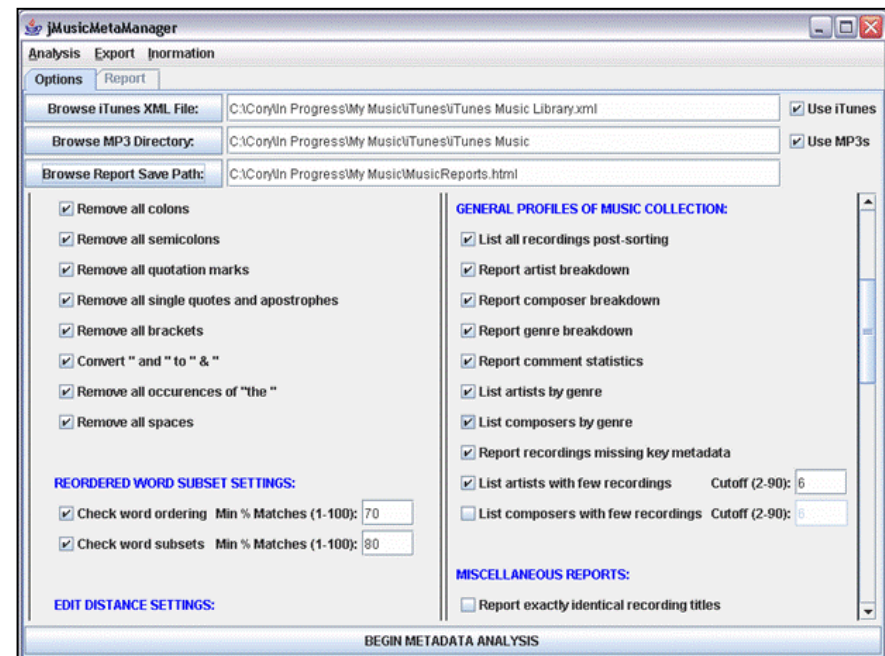 jMusicMetaManager
Analysis Export Inormation
Options Report
Browse iTunes XML File: C:\Cory\In Progress\My Music\iTunes\iTunes Music Library.xml Use iTunes
Browse MP3 Directory: C:\Cory\In Progress\My Music\iTunes\iTunes Music Use MP3s
Browse Report Save Path: C:\Cory\In Progress\My Music\MusicReports.html
Remove all colons
Remove all semicolons
Remove all quotation marks
Remove all single quotes and apostrophes
Remove all brackets
Convert " and " to " & "
Remove all occurences of "the "
Remove all spaces
REORDERED WORD SUBSET SETTINGS:
Check word ordering Min % Matches (1-100): 70
Check word subsets Min % Matches (1-100): 80
EDIT DISTANCE SETTINGS:
GENERAL PROFILES OF MUSIC COLLECTION:
List all recordings post-sorting
Report artist breakdown
Report composer breakdown
Report genre breakdown
Report comment statistics
List artists by genre
List composers by genre
Report recordings missing key metadata
List artists with few recordings Cutoff (2-90): 6
List composers with few recordings Cutoff (2-90): 6
MISCELLANEOUS REPORTS:
Report exactly identical recording titles
BEGIN METADATA ANALYSIS